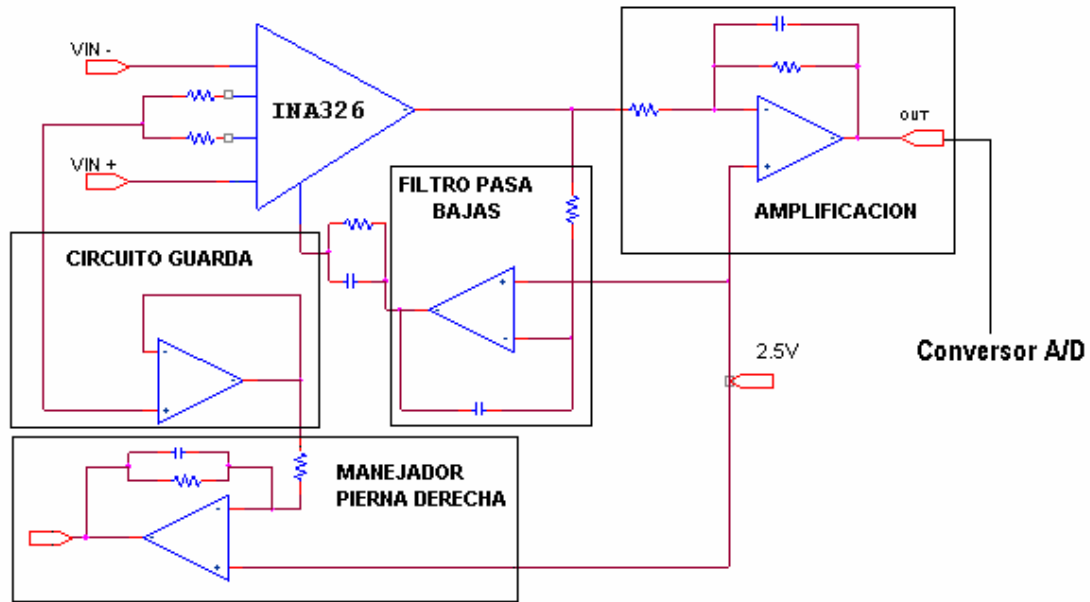 VIN -
INA326
VIN +
OUT
FILTRO PASA
BAJAS
AMPLIFICACION
CIRCUITO GUARDA
2.5V
Conversor A/D
MANEJADOR
PIERNA DERECHA